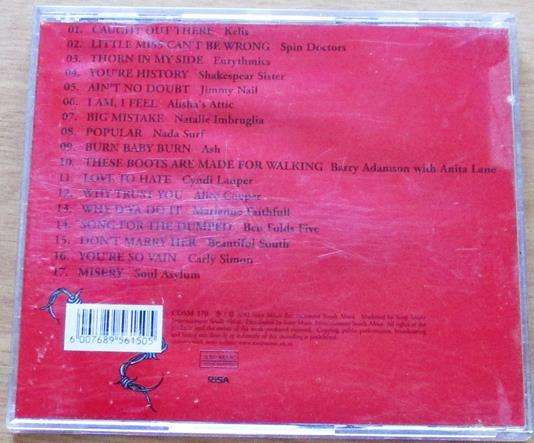 01. CAUGHT OUT THERE Kelis
02. LITTLE MISS CAN'T BE WRONG Spin Doctors
03. THORN IN MY SIDE Eurythmics
04. YOU'RE HISTORY Shakespear Sister
05. AIN'T NO DOUBT Jimmy Nail
06. I AM, I FEEL Alisha's Attic
07. BIG MISTAKE Natalie Imbruglia
08. POPULAR Nada Surf
09. BURN BABY BURN Ash
10. THESE BOOTS ARE MADE FOR WALKING Barry Adamson with Anita Lane
11. LOVE TO HATE Cyndi Lauper
12. WHY TRUST YOU Alice Cooper
13. WHY D'YA DO IT Marianne Faithfull
14. SONG FOR THE DUMPED Ben Folds Five
15. DON'T MARRY HER Beautiful South
16. YOU'RE SO VAIN Carly Simon
17. MISERY Soul Asylum
6 007689 561505
RiSA